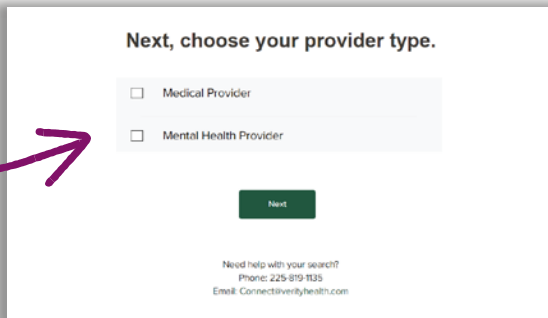 Next, choose your provider type.
Medical Provider
Mental Health Provider
Next
Need help with your search?
Phone: 225-819-1135
Email: Connect@verityhealth.com